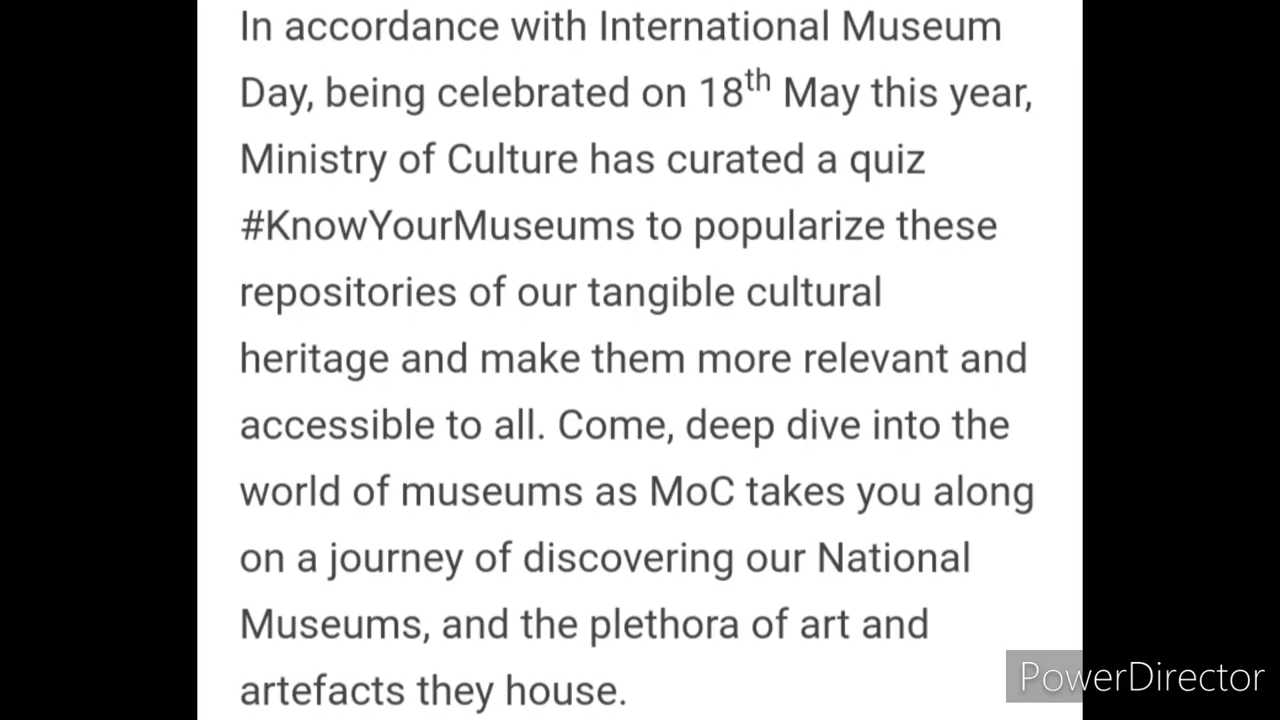 In accordance with International Museum
Day, being celebrated on 18th May this year,
Ministry of Culture has curated a quiz
#KnowYourMuseums to popularize these
repositories of our tangible cultural
heritage and make them more relevant and
accessible to all. Come, deep dive into the
world of museums as MoC takes you along
on a journey of discovering our National
Museums, and the plethora of art and
artefacts they house.
PowerDirector